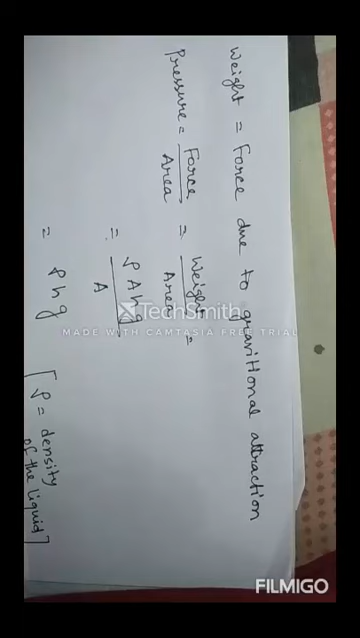 Weight = Force due to gravitional attraction
Pressure = Force / Area = Weight / Area =
= ρAhg / A
= ρhg [ρ = density of the liquid]
TechSmith
MADE WITH CAMTASIA FREE TRIAL
FILMIGO